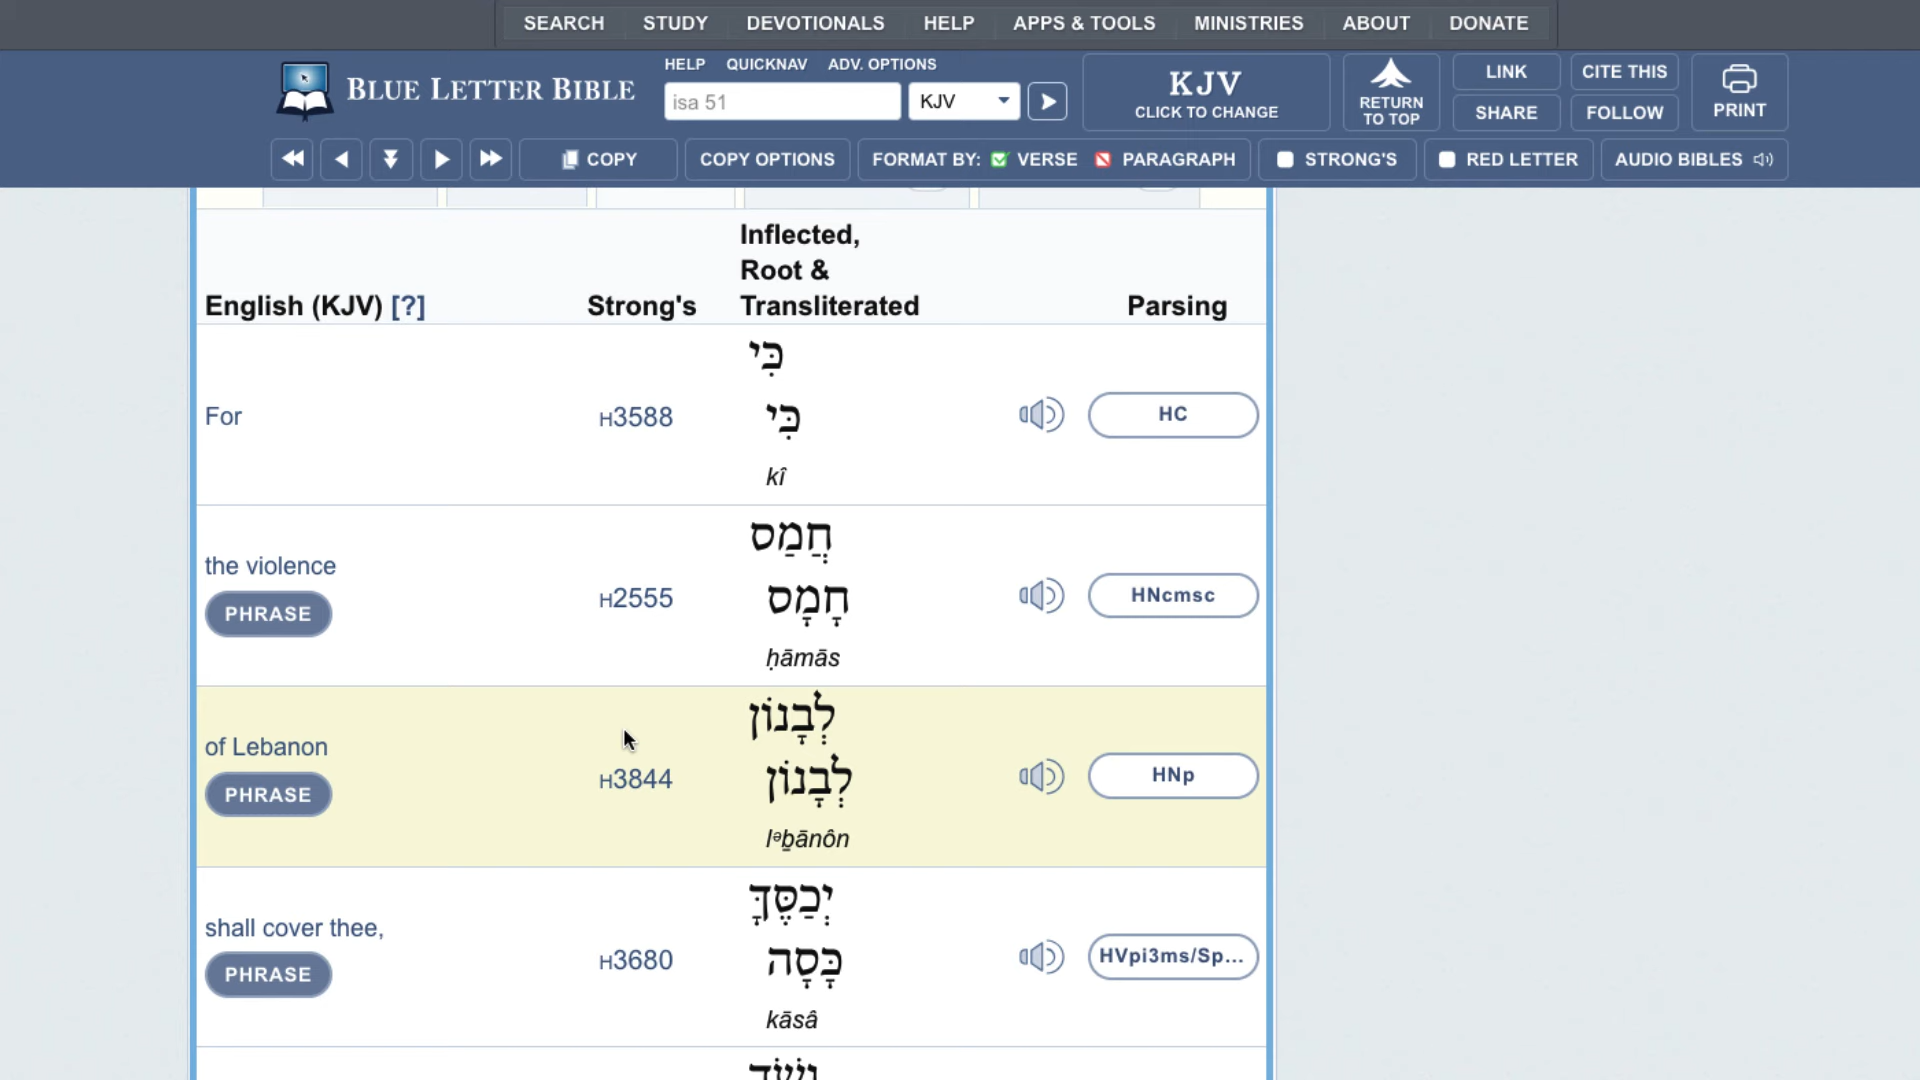 SEARCH STUDY DEVOTIONALS HELP APPS & TOOLS MINISTRIES ABOUT DONATE
HELP QUICKNAV ADV. OPTIONS
BLUE LETTER BIBLE
isa 51 KJV
KJV
CLICK TO CHANGE
RETURN
TO TOP
LINK CITE THIS
SHARE FOLLOW
PRINT
COPY COPY OPTIONS FORMAT BY: VERSE PARAGRAPH STRONG'S RED LETTER AUDIO BIBLES
English (KJV) [?] Strong's
Inflected,
Root &
Transliterated
Parsing
כִּי
For H3588 כִּי HC
kî
חֲמַס
the violence
PHRASE
H2555 חָמָס HNcmsc
ḥāmās
לְבָנוֹן
of Lebanon
PHRASE
H3844 לְבָנוֹן HNp
lᵊḇānôn
יְכַסֶּךָּ
shall cover thee,
PHRASE
H3680 כָּסָה HVpi3ms/Sp...
kāsâ